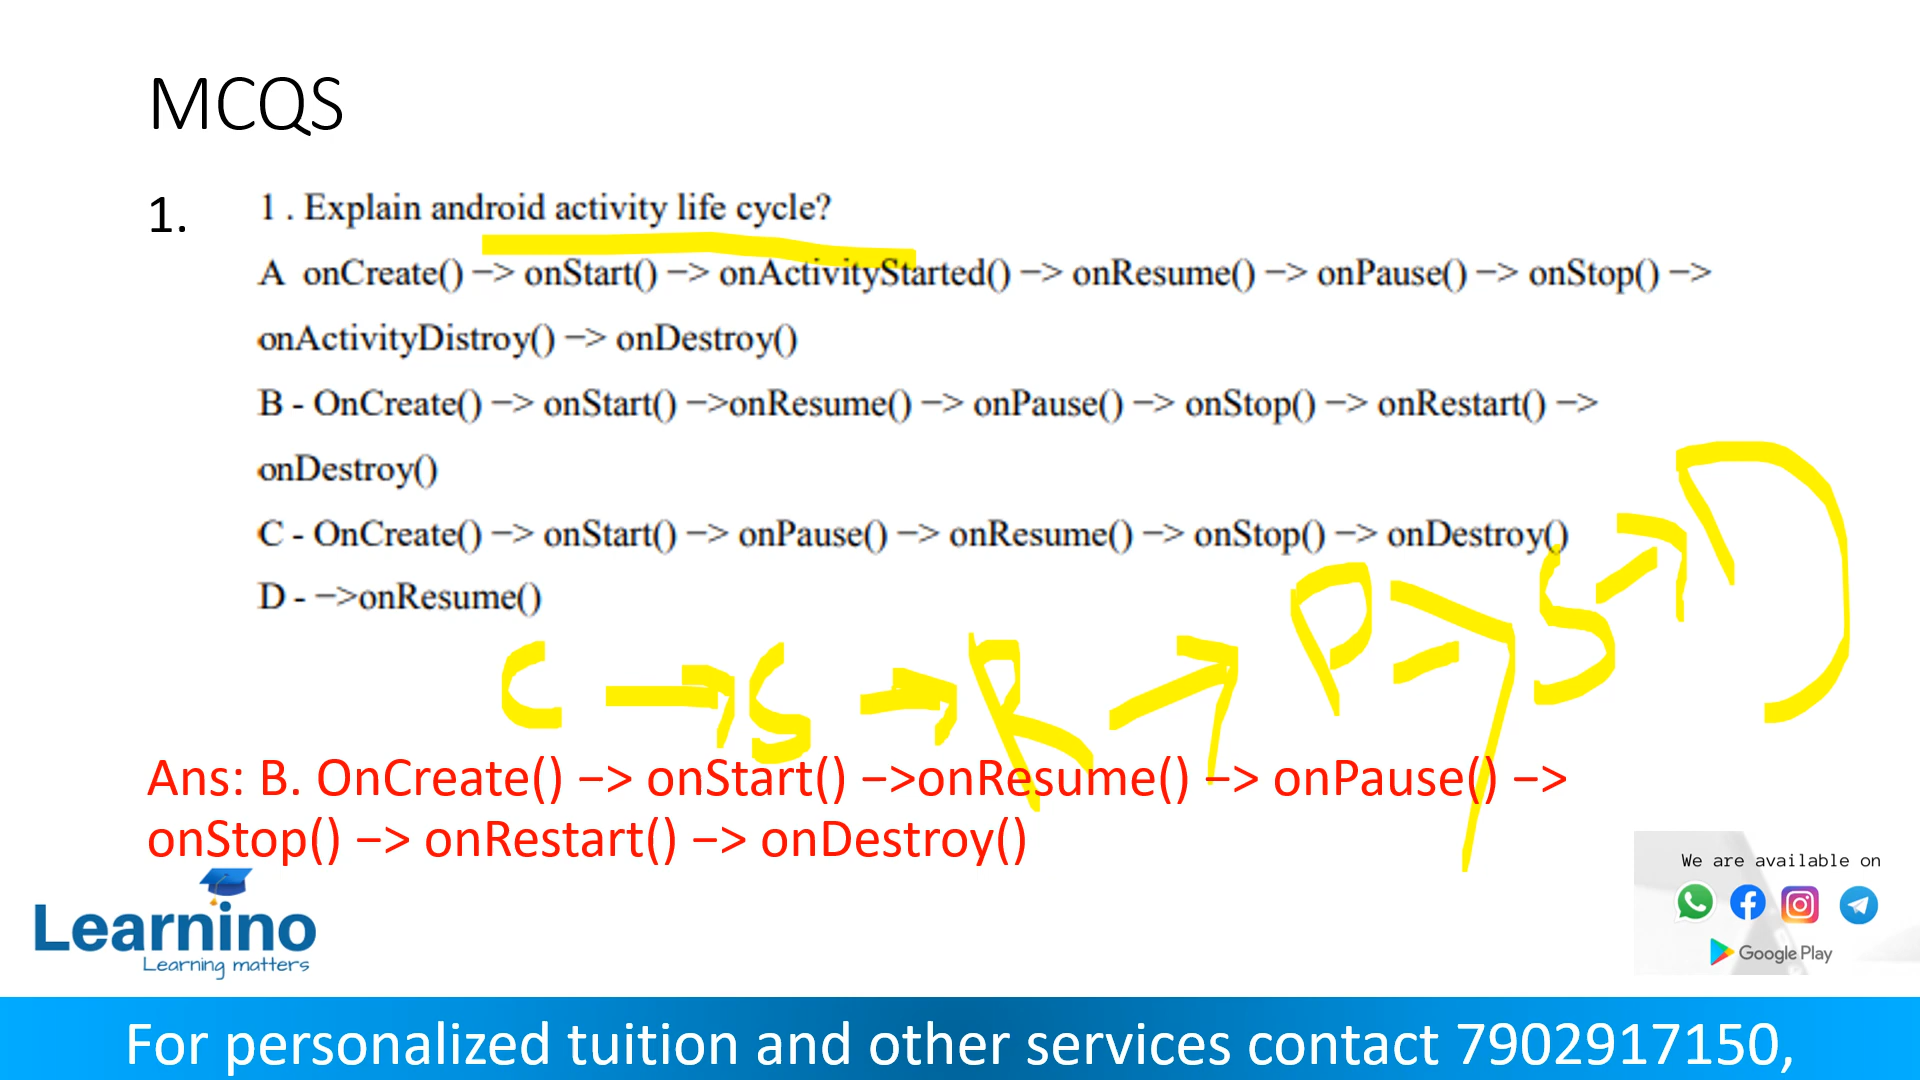 MCQS
1.
1 . Explain android activity life cycle?
A onCreate() −> onStart() −> onActivityStarted() −> onResume() −> onPause() −> onStop() −>
onActivityDistroy() −> onDestroy()
B - OnCreate() −> onStart() −>onResume() −> onPause() −> onStop() −> onRestart() −>
onDestroy()
C - OnCreate() −> onStart() −> onPause() −> onResume() −> onStop() −> onDestroy()
D - −>onResume()
C → S → R → P → S → D
Ans: B. OnCreate() −> onStart() −>onResume() −> onPause() −>
onStop() −> onRestart() −> onDestroy()
Learnino
Learning matters
We are available on
Google Play
For personalized tuition and other services contact 7902917150,